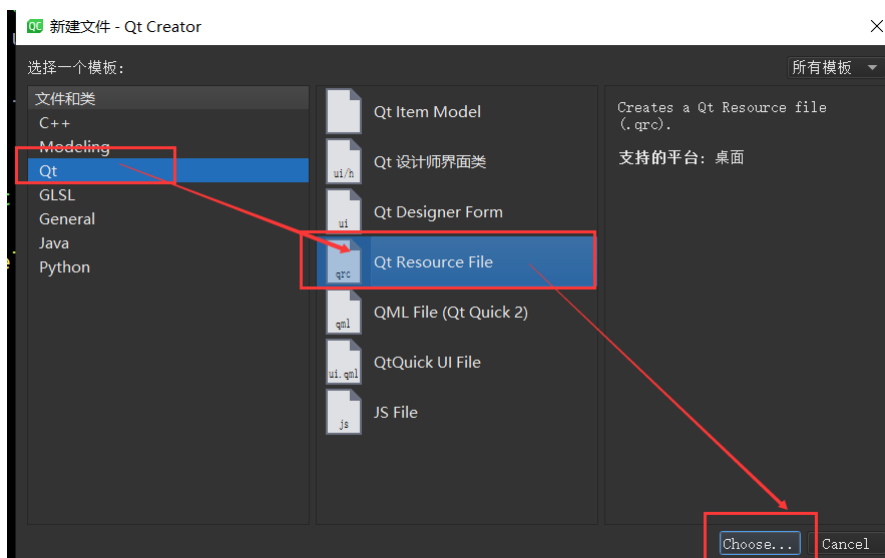 QC 新建文件 - Qt Creator
选择一个模板:
所有模板
文件和类
C++
Modeling
Qt
GLSL
General
Java
Python
Qt Item Model
ui/h
Qt 设计师界面类
ui
Qt Designer Form
qrc
Qt Resource File
qml
QML File (Qt Quick 2)
ui.qml
QtQuick UI File
js
JS File
Creates a Qt Resource file
(.qrc).
支持的平台: 桌面
Choose...
Cancel